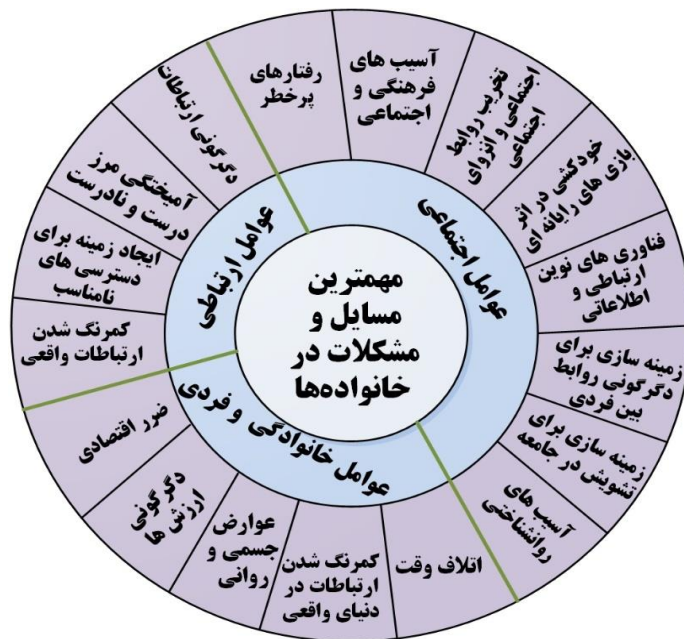 مهمترین
مسایل و
مشکلات در
خانواده‌ها
عوامل اجتماعی
رفتارهای
پرخطر
آسیب های
فرهنگی و
اجتماعی
تخریب روابط
اجتماعی و انزوای
اجتماعی
خودکشی در اثر
بازی های رایانه ای
فناوری های نوین
ارتباطی و
اطلاعاتی
زمینه سازی برای
دگرگونی روابط
بین فردی
زمینه سازی برای
تشویش در جامعه
آسیب های
روانشناختی
عوامل خانوادگی و فردی
اتلاف وقت
کمرنگ شدن
ارتباطات در
دنیای واقعی
عوارض
جسمی و
روانی
دگرگونی
ارزش ها
ضرر اقتصادی
عوامل ارتباطی
کمرنگ شدن
ارتباطات واقعی
ایجاد زمینه برای
دسترسی های
نامناسب
آمیختگی مرز
درست و نادرست
دگرگونی ارتباطات